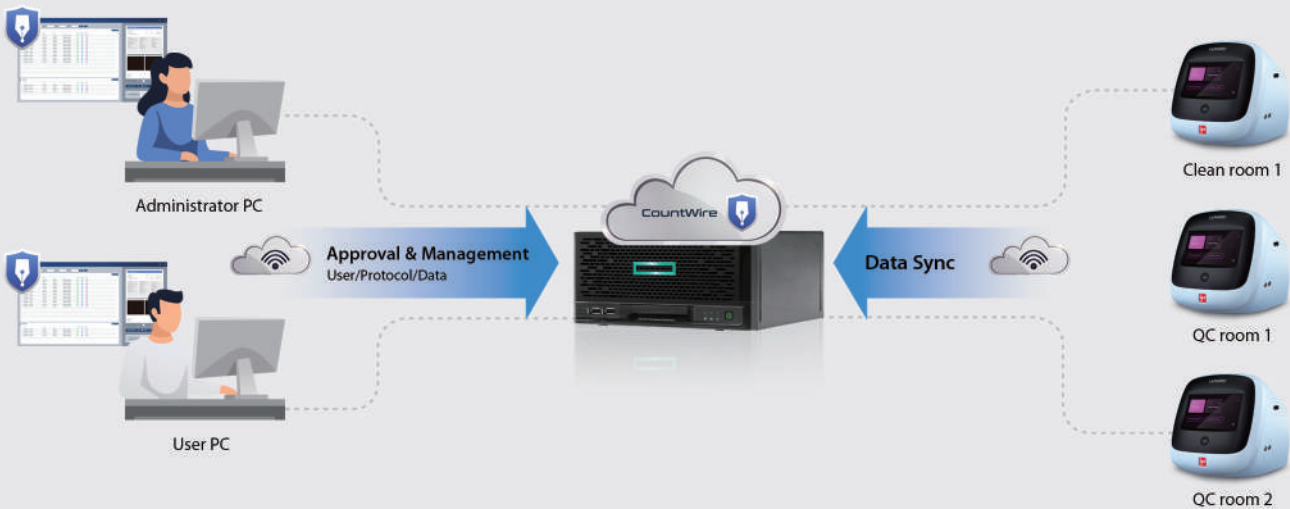 Administrator PC
CountWire
Approval & Management
User/Protocol/Data
Data Sync
User PC
Clean room 1
QC room 1
QC room 2